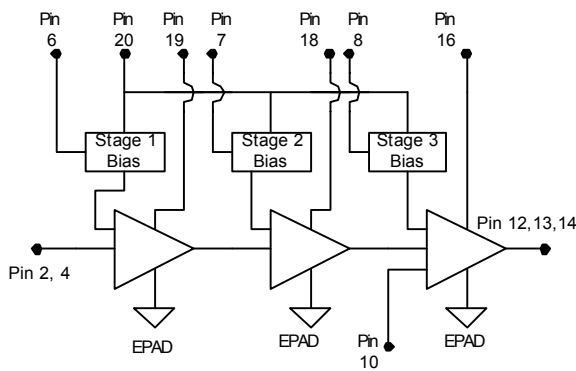 Pin
6
Pin
20
Pin
19
Pin
7
Pin
18
Pin
8
Pin
16
Stage 1
Bias
Stage 2
Bias
Stage 3
Bias
Pin 12,13,14
Pin 2, 4
EPAD
EPAD
Pin
10
EPAD